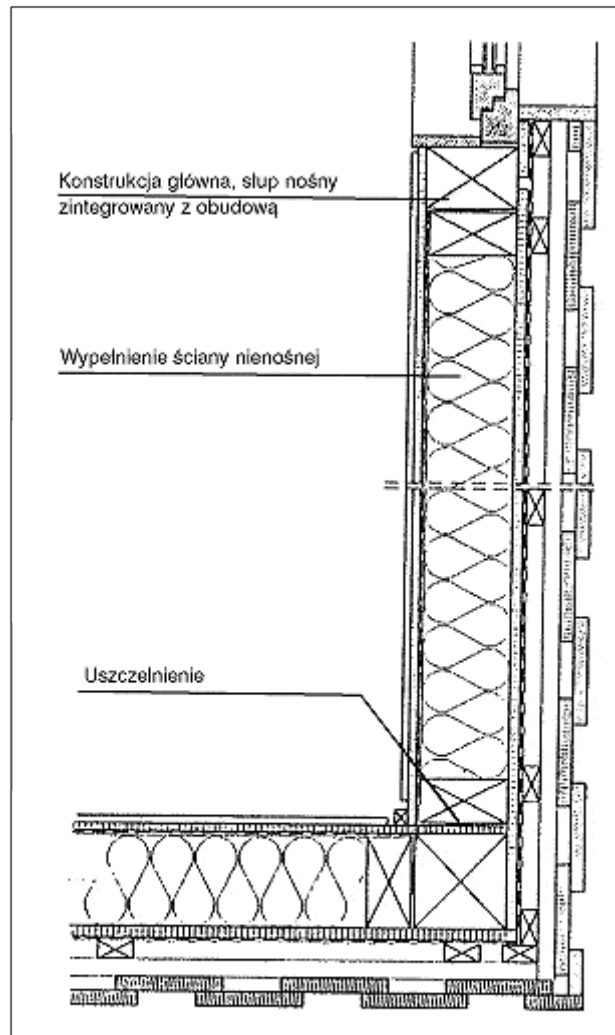 Konstrukcja główna, słup nośny
zintegrowany z obudową
Wypełnienie ściany nienośnej
Uszczelnienie